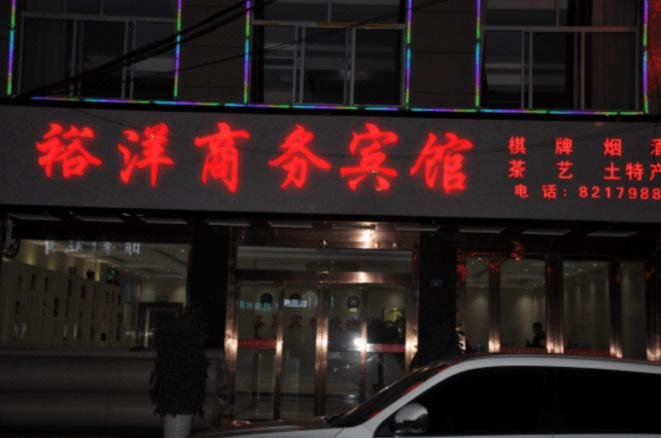 裕洋商务宾馆
棋牌 烟酒
茶艺 土特产
电话：8217988